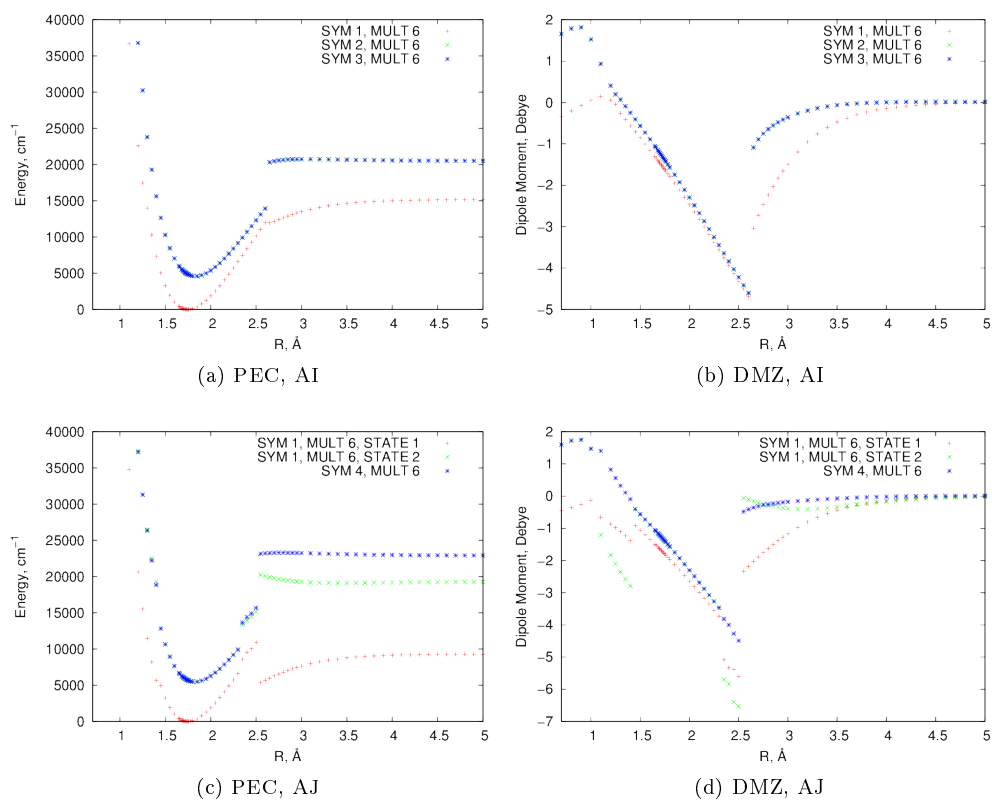 40000
35000
30000
25000
20000
15000
10000
5000
0
Energy, cm⁻¹
SYM 1, MULT 6
SYM 2, MULT 6
SYM 3, MULT 6
1 1.5 2 2.5 3 3.5 4 4.5 5
R, Å
(a) PEC, AI
2
1
0
−1
−2
−3
−4
−5
Dipole Moment, Debye
SYM 1, MULT 6
SYM 2, MULT 6
SYM 3, MULT 6
1 1.5 2 2.5 3 3.5 4 4.5 5
R, Å
(b) DMZ, AI
40000
35000
30000
25000
20000
15000
10000
5000
0
Energy, cm⁻¹
SYM 1, MULT 6, STATE 1
SYM 1, MULT 6, STATE 2
SYM 4, MULT 6
1 1.5 2 2.5 3 3.5 4 4.5 5
R, Å
(c) PEC, AJ
2
1
0
−1
−2
−3
−4
−5
−6
−7
Dipole Moment, Debye
SYM 1, MULT 6, STATE 1
SYM 1, MULT 6, STATE 2
SYM 4, MULT 6
1 1.5 2 2.5 3 3.5 4 4.5 5
R, Å
(d) DMZ, AJ